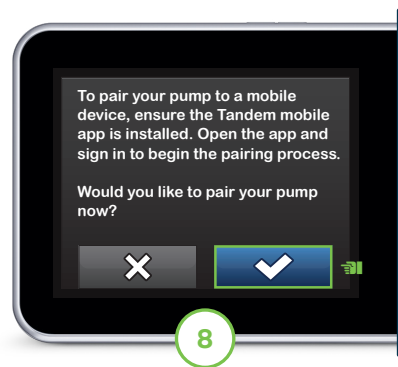 To pair your pump to a mobile
device, ensure the Tandem mobile
app is installed. Open the app and
sign in to begin the pairing process.
Would you like to pair your pump
now?
8